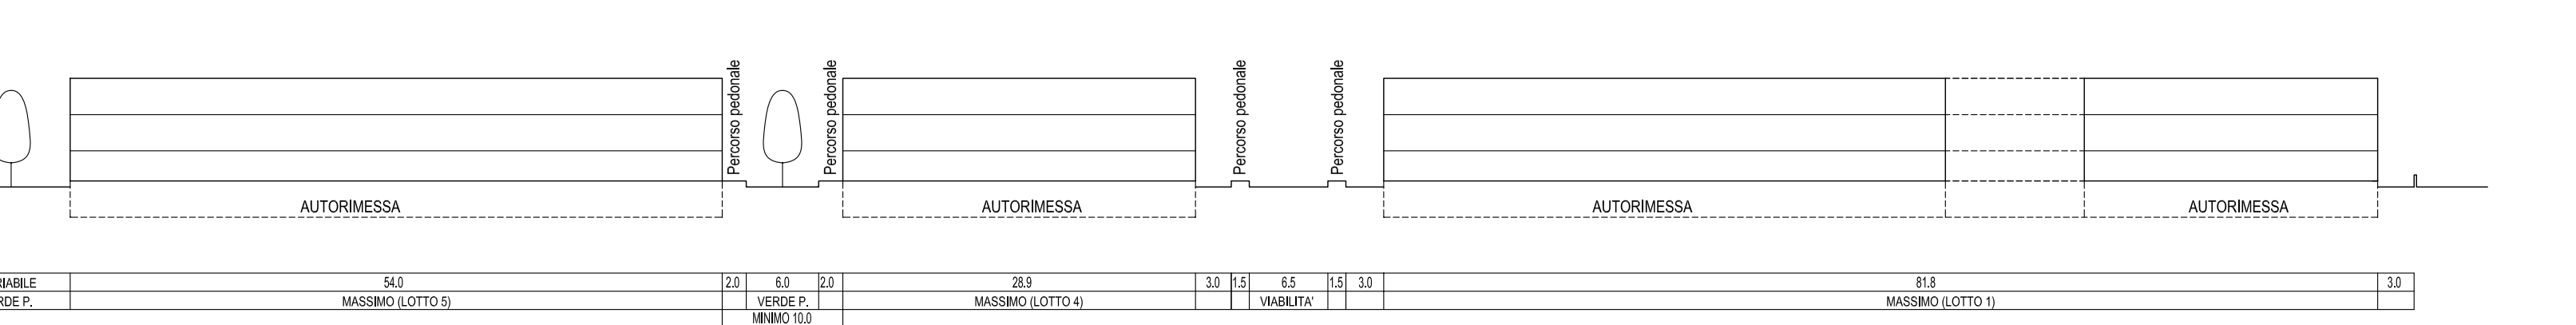 Percorso pedonale
Percorso pedonale
Percorso pedonale
Percorso pedonale
AUTORIMESSA
AUTORIMESSA
AUTORIMESSA
AUTORIMESSA
RIABILE 54.0 2.0 6.0 2.0 28.9 3.0 1.5 6.5 1.5 3.0 81.8 3.0
RDE P. MASSIMO (LOTTO 5) VERDE P. MASSIMO (LOTTO 4) VIABILITA' MASSIMO (LOTTO 1)
MINIMO 10.0